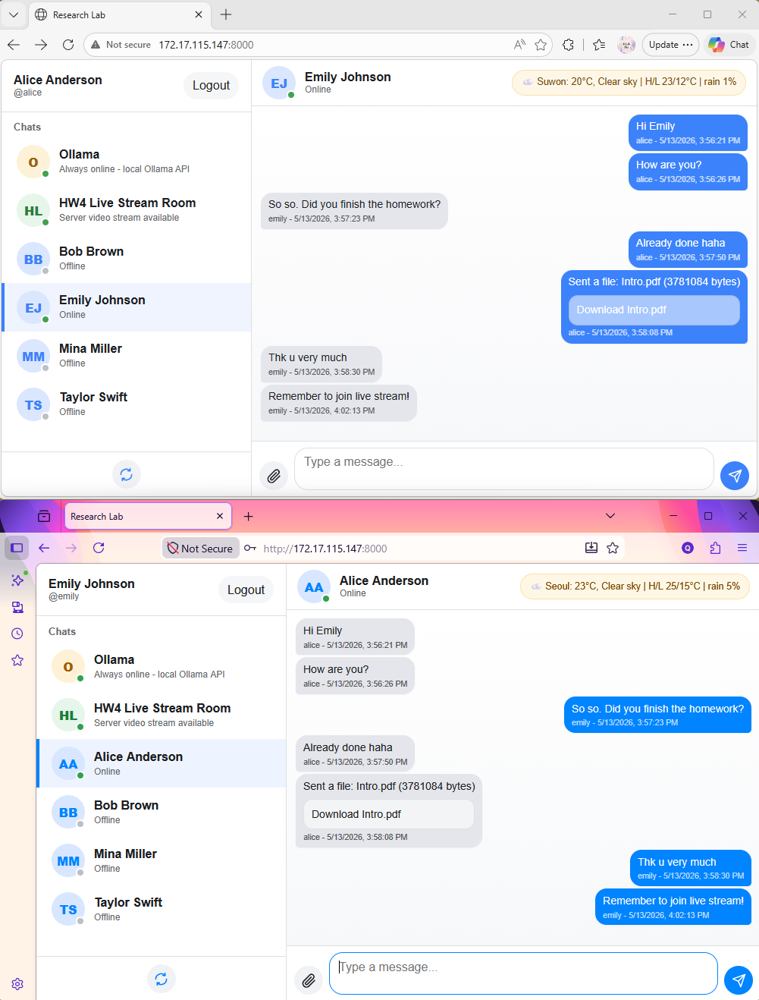 Research Lab
Not secure 172.17.115.147:8000
Update
Chat
Alice Anderson
@alice
Logout
Chats
O
Ollama
Always online - local Ollama API
HL
HW4 Live Stream Room
Server video stream available
BB
Bob Brown
Offline
EJ
Emily Johnson
Online
MM
Mina Miller
Offline
TS
Taylor Swift
Offline
EJ
Emily Johnson
Online
Suwon: 20°C, Clear sky | H/L 23/12°C | rain 1%
Hi Emily
alice - 5/13/2026, 3:56:21 PM
How are you?
alice - 5/13/2026, 3:56:26 PM
So so. Did you finish the homework?
emily - 5/13/2026, 3:57:23 PM
Already done haha
alice - 5/13/2026, 3:57:50 PM
Sent a file: Intro.pdf (3781084 bytes)
Download Intro.pdf
alice - 5/13/2026, 3:58:08 PM
Thk u very much
emily - 5/13/2026, 3:58:30 PM
Remember to join live stream!
emily - 5/13/2026, 4:02:13 PM
Type a message...
Research Lab
Not Secure http://172.17.115.147:8000
Q
Emily Johnson
@emily
Logout
Chats
O
Ollama
Always online - local Ollama API
HL
HW4 Live Stream Room
Server video stream available
AA
Alice Anderson
Online
BB
Bob Brown
Offline
MM
Mina Miller
Offline
TS
Taylor Swift
Offline
AA
Alice Anderson
Online
Seoul: 23°C, Clear sky | H/L 25/15°C | rain 5%
Hi Emily
alice - 5/13/2026, 3:56:21 PM
How are you?
alice - 5/13/2026, 3:56:26 PM
So so. Did you finish the homework?
emily - 5/13/2026, 3:57:23 PM
Already done haha
alice - 5/13/2026, 3:57:50 PM
Sent a file: Intro.pdf (3781084 bytes)
Download Intro.pdf
alice - 5/13/2026, 3:58:08 PM
Thk u very much
emily - 5/13/2026, 3:58:30 PM
Remember to join live stream!
emily - 5/13/2026, 4:02:13 PM
Type a message...